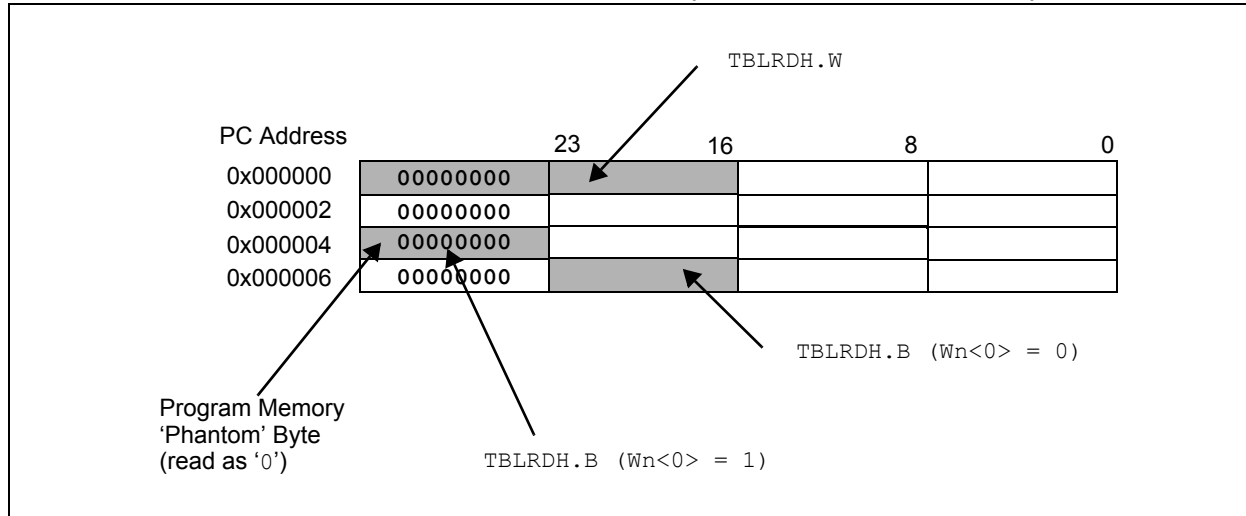 TBLRDH.W
PC Address
23 16 8 0
0x000000 00000000
0x000002 00000000
0x000004 00000000
0x000006 00000000
TBLRDH.B (Wn<0> = 0)
Program Memory
‘Phantom’ Byte
(read as ‘0’)
TBLRDH.B (Wn<0> = 1)